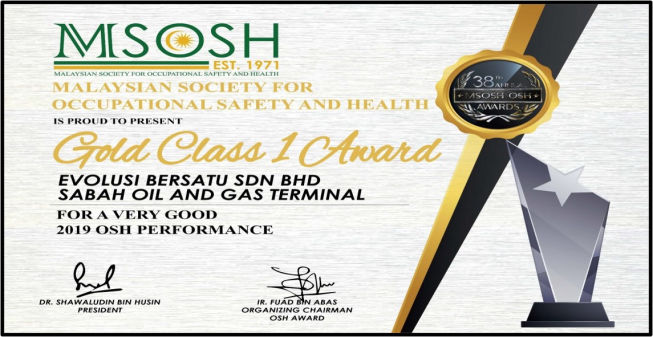 MSOSH
EST. 1971
MALAYSIAN SOCIETY FOR OCCUPATIONAL SAFETY AND HEALTH
MALAYSIAN SOCIETY FOR
OCCUPATIONAL SAFETY AND HEALTH
IS PROUD TO PRESENT
Gold Class 1 Award
EVOLUSI BERSATU SDN BHD
SABAH OIL AND GAS TERMINAL
FOR A VERY GOOD
2019 OSH PERFORMANCE
DR. SHAWALUDIN BIN HUSIN
PRESIDENT
IR. FUAD BIN ABAS
ORGANIZING CHAIRMAN
OSH AWARD
38
MSOSH OSH
AWARDS